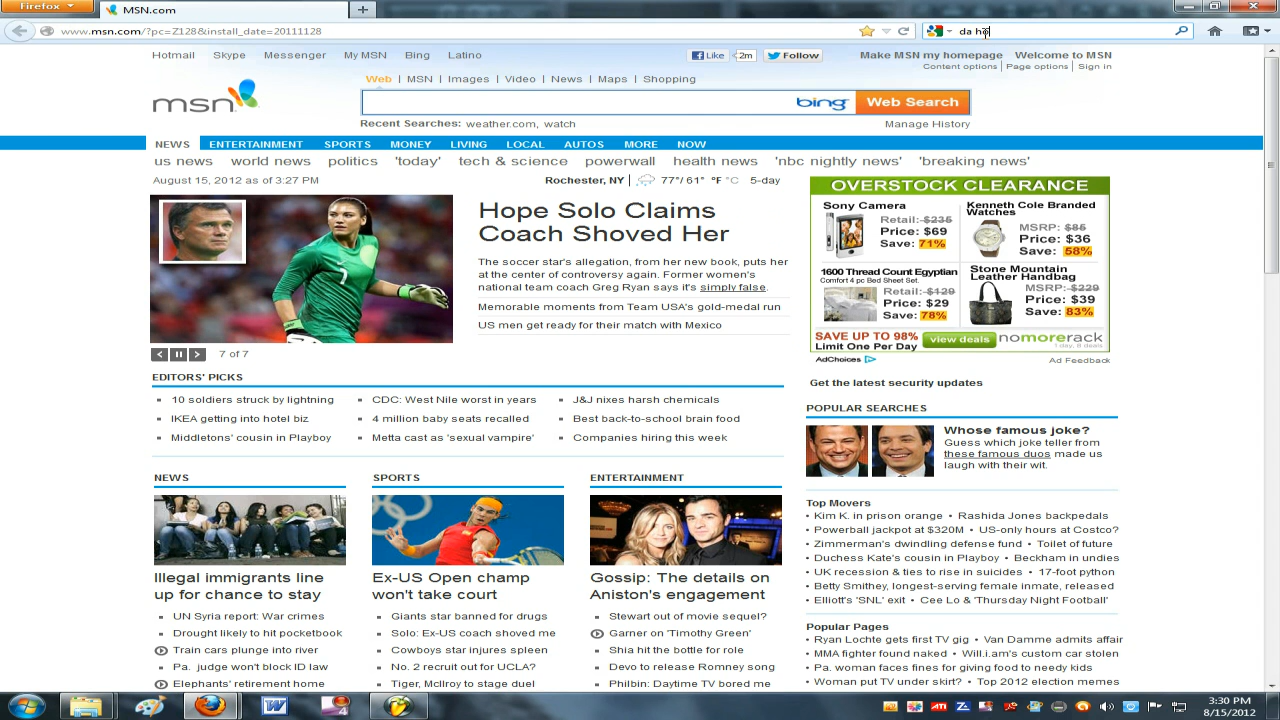 Firefox
MSN.com
www.msn.com/?pc=Z128&install_date=20111128
da ho
Hotmail Skype Messenger My MSN Bing Latino
Like 2m Follow
Make MSN my homepage Welcome to MSN
Content options | Page options | Sign in
msn
Web | MSN | Images | Video | News | Maps | Shopping
bing Web Search
Recent Searches: weather.com, watch
Manage History
NEWS ENTERTAINMENT SPORTS MONEY LIVING LOCAL AUTOS MORE NOW
us news world news politics 'today' tech & science powerwall health news 'nbc nightly news' 'breaking news'
August 15, 2012 as of 3:27 PM
Rochester, NY | 77°/ 61° °F °C 5-day
Hope Solo Claims
Coach Shoved Her
The soccer star's allegation, from her new book, puts her
at the center of controversy again. Former women's
national team coach Greg Ryan says it's simply false.
Memorable moments from Team USA's gold-medal run
US men get ready for their match with Mexico
7
7 of 7
OVERSTOCK CLEARANCE
Sony Camera
Retail: $235
Price: $69
Save: 71%
Kenneth Cole Branded
Watches
MSRP: $85
Price: $36
Save: 58%
1600 Thread Count Egyptian
Comfort 4 pc Bed Sheet Set.
Retail: $129
Price: $29
Save: 78%
Stone Mountain
Leather Handbag
MSRP: $229
Price: $39
Save: 83%
SAVE UP TO 98%
Limit One Per Day
view deals
nomorerack
1 day, 8 deals
AdChoices
Ad Feedback
EDITORS' PICKS
10 soldiers struck by lightning
IKEA getting into hotel biz
Middletons' cousin in Playboy
CDC: West Nile worst in years
4 million baby seats recalled
Metta cast as 'sexual vampire'
J&J nixes harsh chemicals
Best back-to-school brain food
Companies hiring this week
Get the latest security updates
POPULAR SEARCHES
Whose famous joke?
Guess which joke teller from
these famous duos made us
laugh with their wit.
NEWS
Illegal immigrants line
up for chance to stay
UN Syria report: War crimes
Drought likely to hit pocketbook
Train cars plunge into river
Pa. judge won't block ID law
Elephants' retirement home
SPORTS
Ex-US Open champ
won't take court
Giants star banned for drugs
Solo: Ex-US coach shoved me
Cowboys star injures spleen
No. 2 recruit out for UCLA?
Tiger, McIlroy to stage duel
ENTERTAINMENT
Gossip: The details on
Aniston's engagement
Stewart out of movie sequel?
Garner on 'Timothy Green'
Shia hit the bottle for role
Devo to release Romney song
Philbin: Daytime TV bored me
Top Movers
Kim K. in prison orange • Rashida Jones backpedals
Powerball jackpot at $320M • US-only hours at Costco?
Zimmerman's dwindling defense fund • Toilet of future
Duchess Kate's cousin in Playboy • Beckham in undies
UK recession & ties to rise in suicides • 17-foot python
Betty Smithey, longest-serving female inmate, released
Elliott's 'SNL' exit • Cee Lo & 'Thursday Night Football'
Popular Pages
Ryan Lochte gets first TV gig • Van Damme admits affair
MMA fighter found naked • Will.i.am's custom car stolen
Pa. woman faces fines for giving food to needy kids
Woman put TV under skirt? • Top 2012 election memes
3:30 PM
8/15/2012